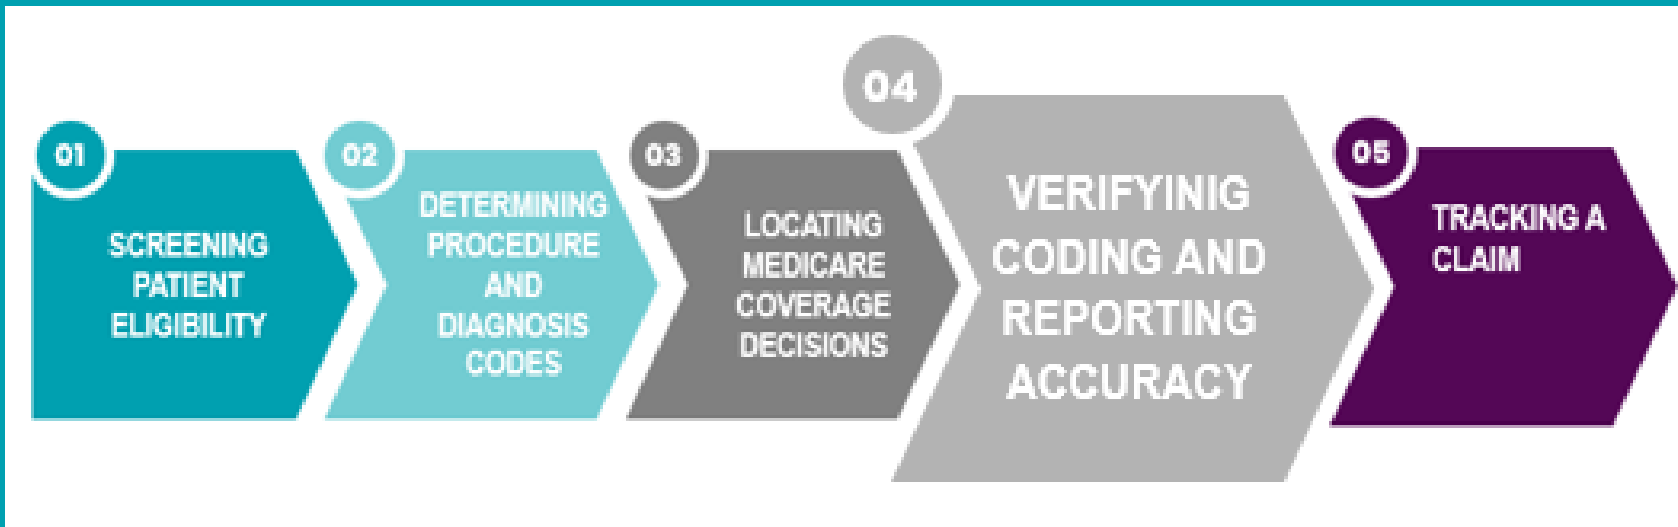 01
SCREENING
PATIENT
ELIGIBILITY
02
DETERMINING
PROCEDURE
AND
DIAGNOSIS
CODES
03
LOCATING
MEDICARE
COVERAGE
DECISIONS
04
VERIFYINIG
CODING AND
REPORTING
ACCURACY
05
TRACKING A
CLAIM